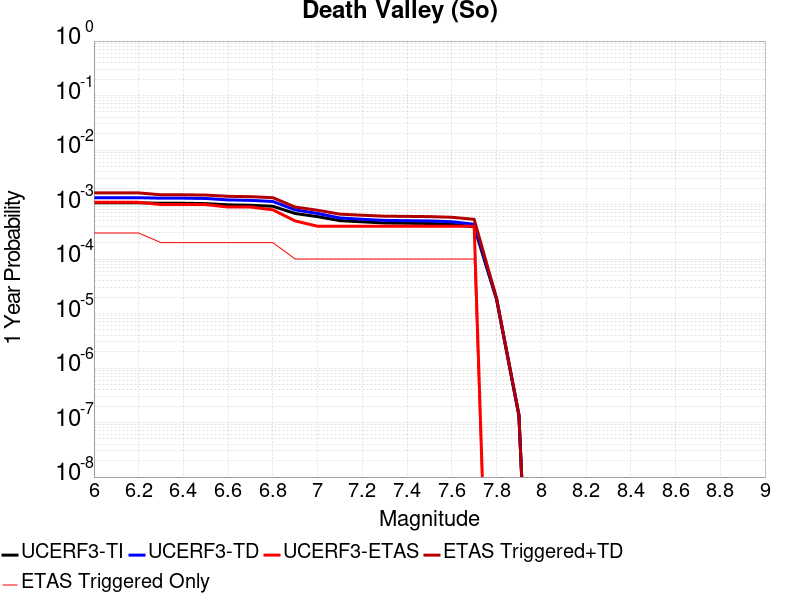 Death Valley (So)
10^0
10^-1
10^-2
10^-3
10^-4
10^-5
10^-6
10^-7
10^-8
1 Year Probability
6 6.2 6.4 6.6 6.8 7 7.2 7.4 7.6 7.8 8 8.2 8.4 8.6 8.8 9
Magnitude
UCERF3-TI UCERF3-TD UCERF3-ETAS ETAS Triggered+TD
ETAS Triggered Only